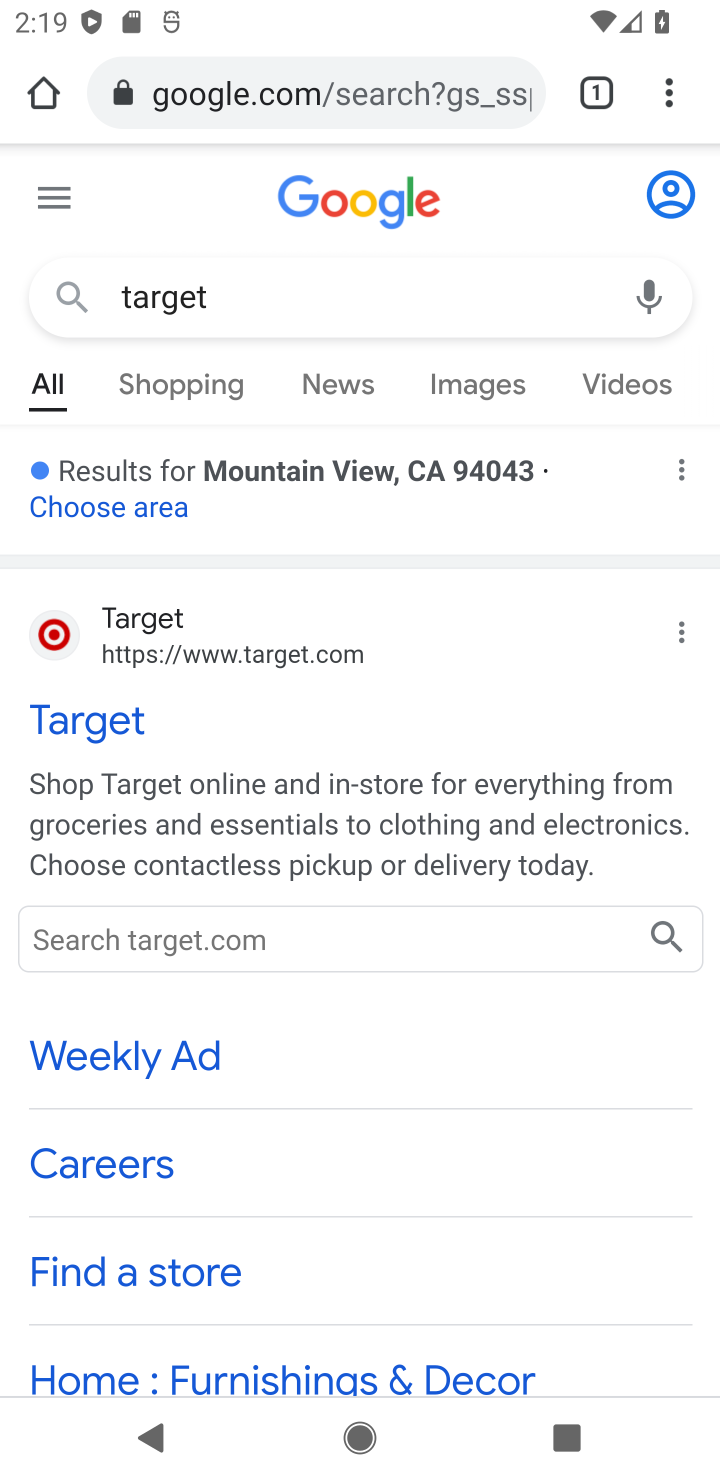 2:19
google.com/search?gs_ssp
1
Google
target
All Shopping News Images Videos
Results for Mountain View, CA 94043 ·
Choose area
Target
https://www.target.com
Target
Shop Target online and in-store for everything from
groceries and essentials to clothing and electronics.
Choose contactless pickup or delivery today.
Search target.com
Weekly Ad
Careers
Find a store
Home : Furnishings & Decor